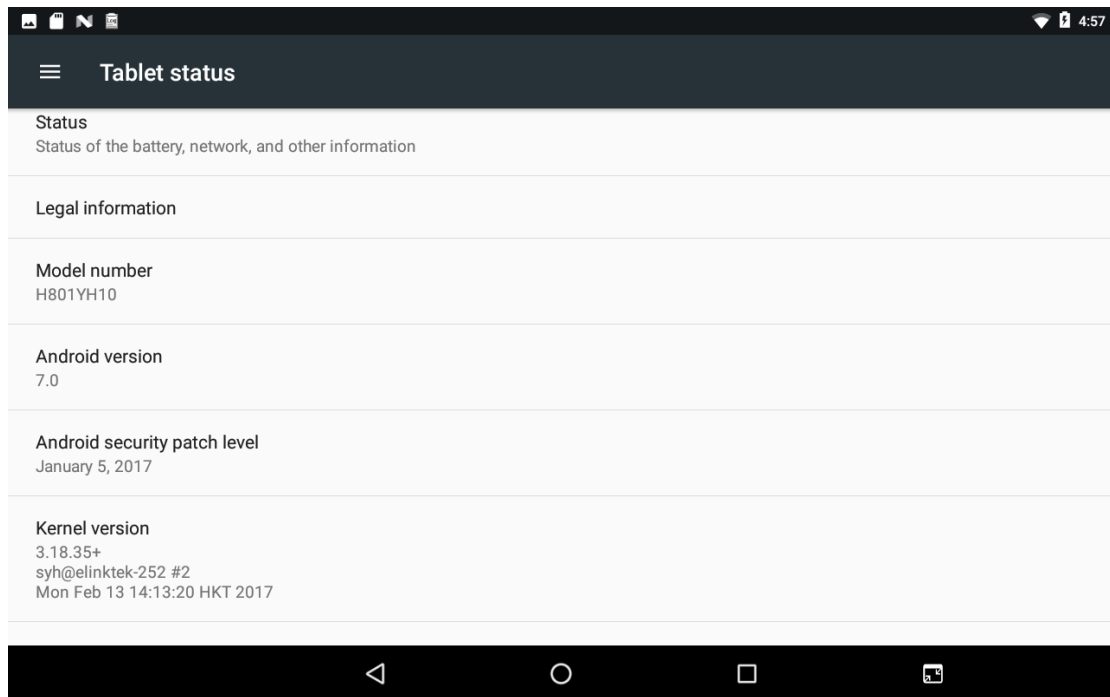 4:57
Tablet status
Status
Status of the battery, network, and other information
Legal information
Model number
H801YH10
Android version
7.0
Android security patch level
January 5, 2017
Kernel version
3.18.35+
syh@elinktek-252 #2
Mon Feb 13 14:13:20 HKT 2017